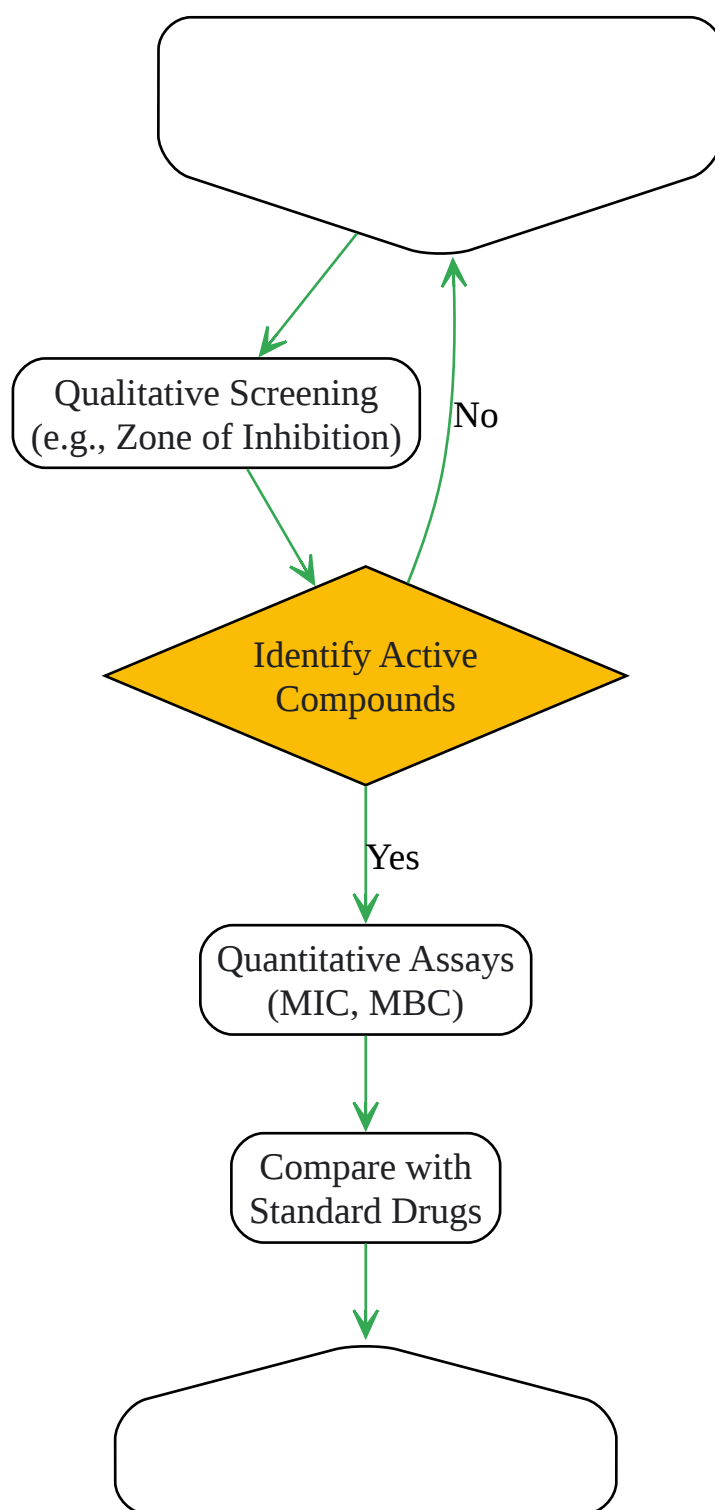 Qualitative Screening
(e.g., Zone of Inhibition)
No
Identify Active
Compounds
Yes
Quantitative Assays
(MIC, MBC)
Compare with
Standard Drugs